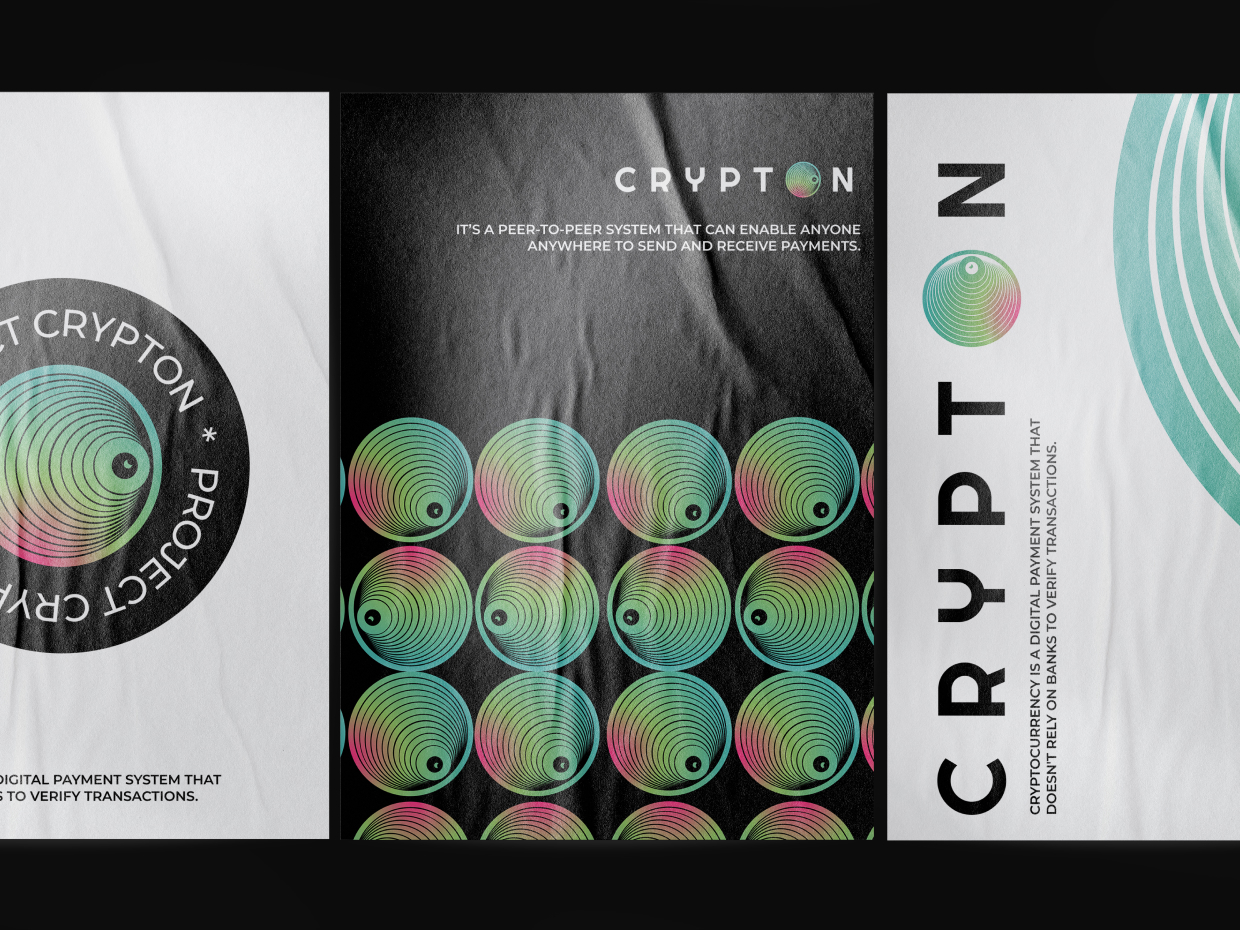 CT CRYPTON * PROJECT CRYP
DIGITAL PAYMENT SYSTEM THAT
TO VERIFY TRANSACTIONS.
CRYPTON
IT'S A PEER-TO-PEER SYSTEM THAT CAN ENABLE ANYONE
ANYWHERE TO SEND AND RECEIVE PAYMENTS.
CRYPTON
CRYPTOCURRENCY IS A DIGITAL PAYMENT SYSTEM THAT
DOESN'T RELY ON BANKS TO VERIFY TRANSACTIONS.